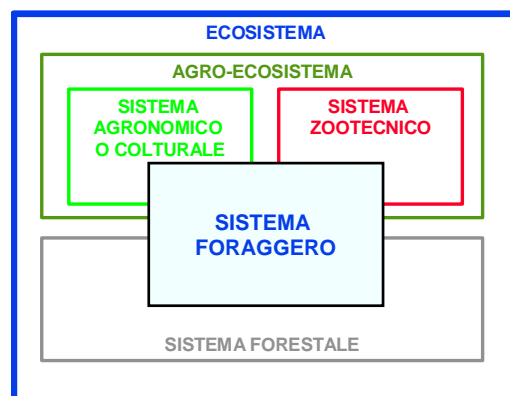 ECOSISTEMA
AGRO-ECOSISTEMA
SISTEMA
AGRONOMICO
O COLTURALE
SISTEMA
ZOOTECNICO
SISTEMA
FORAGGERO
SISTEMA FORESTALE